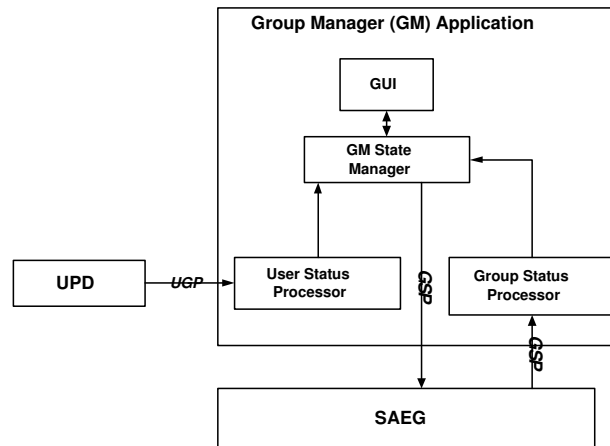 Group Manager (GM) Application
GUI
GM State
Manager
UPD
UGP
User Status
Processor
GSP
Group Status
Processor
GSP
SAEG